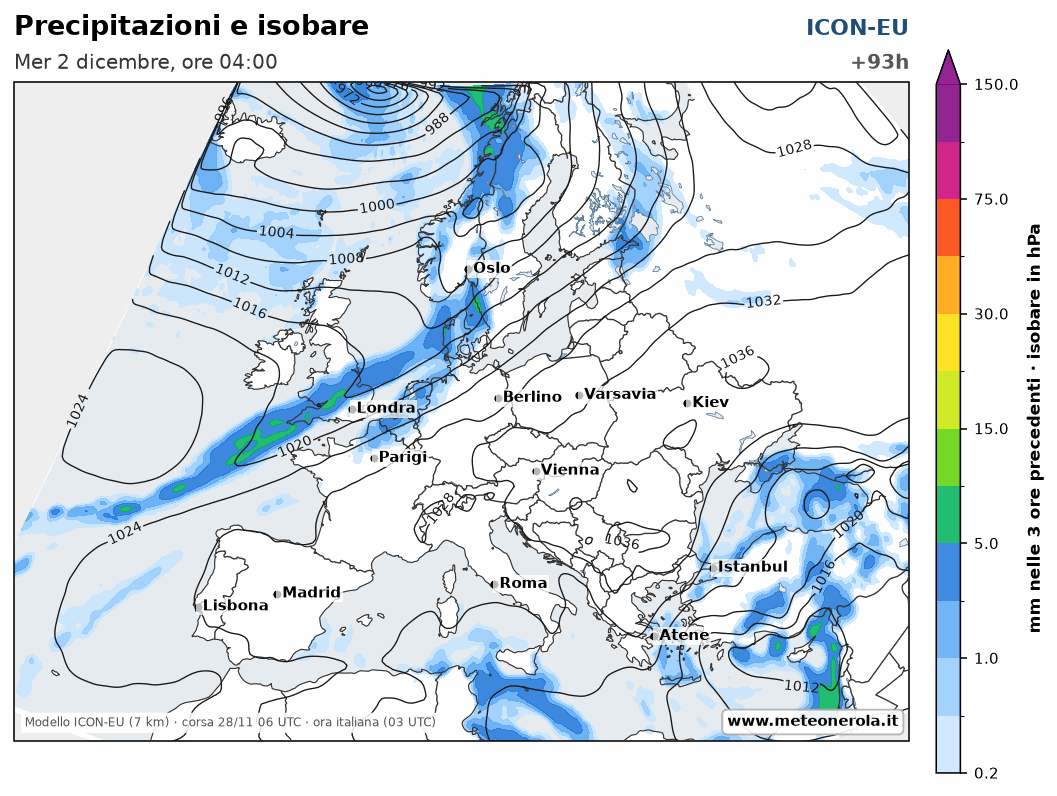 Precipitazioni e isobare
ICON-EU
Mer 2 dicembre, ore 04:00
+93h
150.0
75.0
30.0
15.0
5.0
1.0
0.2
mm nelle 3 ore precedenti · isobare in hPa
972
996
988
1028
1000
1004
1008
1012
1016
Oslo
1032
1036
1024
Londra
Berlino
Varsavia
Kiev
1020
Parigi
Vienna
1028
1024
1036
1020
Istanbul
1016
Roma
Madrid
Lisbona
Atene
1012
Modello ICON-EU (7 km) · corsa 28/11 06 UTC · ora italiana (03 UTC)
www.meteonerola.it